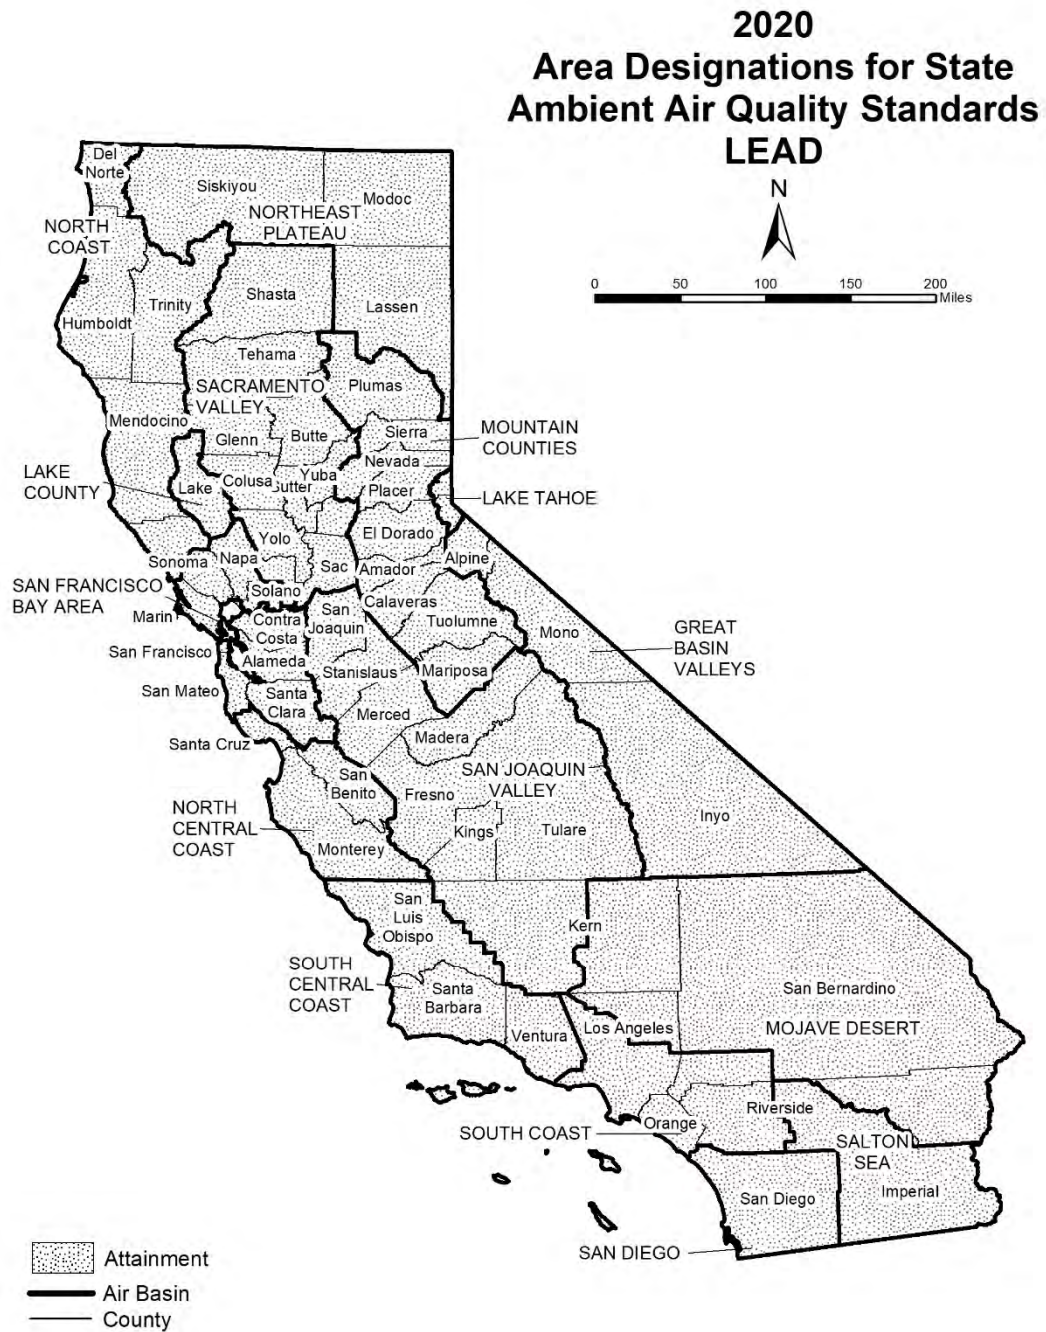 2020
Area Designations for State
Ambient Air Quality Standards
LEAD
N
0 50 100 150 200
Miles
Del
Norte
Siskiyou
Modoc
NORTHEAST
PLATEAU
NORTH
COAST
Shasta
Trinity
Lassen
Humboldt
Tehama
SACRAMENTO
VALLEY
Plumas
Mendocino
Glenn
Butte
Sierra
MOUNTAIN
COUNTIES
LAKE
COUNTY
Nevada
Lake
Colusa
Yuba
Placer
LAKE TAHOE
El Dorado
Yolo
Sonoma
Napa
Sac
Amador
Alpine
SAN FRANCISCO
BAY AREA
Solano
Marin
Calaveras
San
Joaquin
Contra
Costa
Tuolumne
Mono
GREAT
BASIN
VALLEYS
San Francisco
Alameda
Stanislaus
Mariposa
San Mateo
Santa
Clara
Merced
Madera
Santa Cruz
San
Benito
SAN JOAQUIN
VALLEY
Fresno
NORTH
CENTRAL
COAST
Monterey
Kings
Tulare
Inyo
San
Luis
Obispo
Kern
SOUTH
CENTRAL
COAST
Santa
Barbara
Ventura
Los Angeles
San Bernardino
MOJAVE DESERT
SOUTH COAST
Orange
Riverside
SALTON
SEA
San Diego
Imperial
SAN DIEGO
Attainment
Air Basin
County